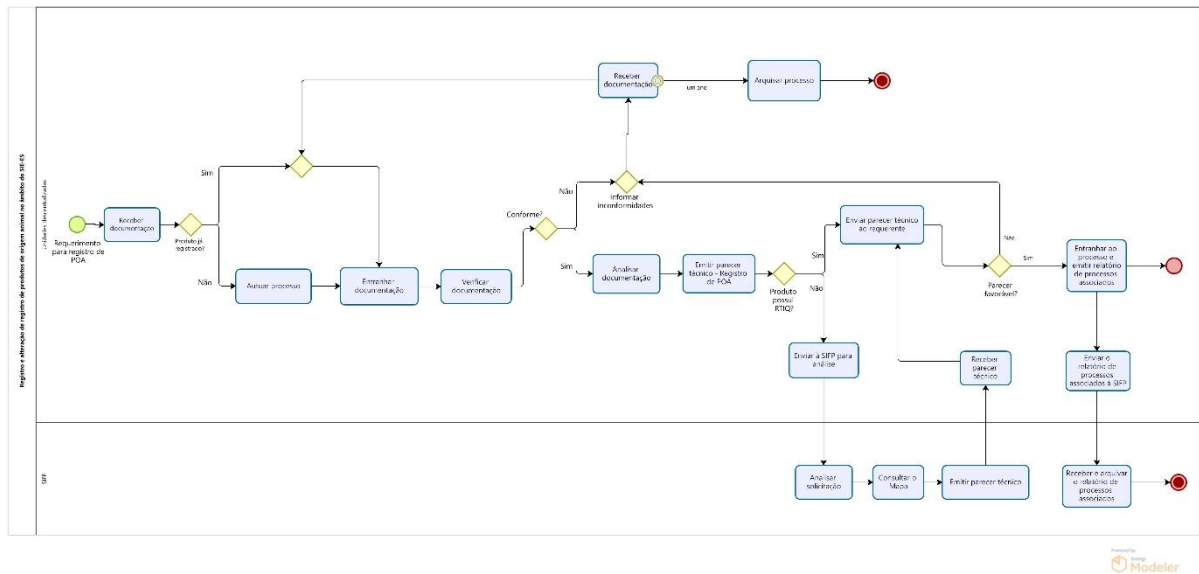 Registro e alteração de registro de produtos de origem animal no âmbito do SIE-ES
Unidades descentralizadas
Receber
documentação
um ano
Arquivar processo
Sim
Requerimento
para registro de
POA
Receber
documentação
Produto já
registrado?
Não
Autuar processo
Entranhar
documentação
Verificar
documentação
Conforme?
Não
Informar
inconformidades
Sim
Analisar
documentação
Emitir parecer
técnico - Registro
de POA
Produto
possui
RTIQ?
Sim
Não
Enviar parecer técnico
ao requerente
Não
Sim
Parecer
favorável?
Entranhar ao
processo e
emitir relatório
de processos
associados
Enviar à SIFP para
análise
Receber
parecer
técnico
Enviar o
relatório de
processos
associados à SIFP
SIFP
Analisar
solicitação
Consultar o
Mapa
Emitir parecer técnico
Receber e arquivar
o relatório de
processos
associados
Powered by
bizagi
Modeler